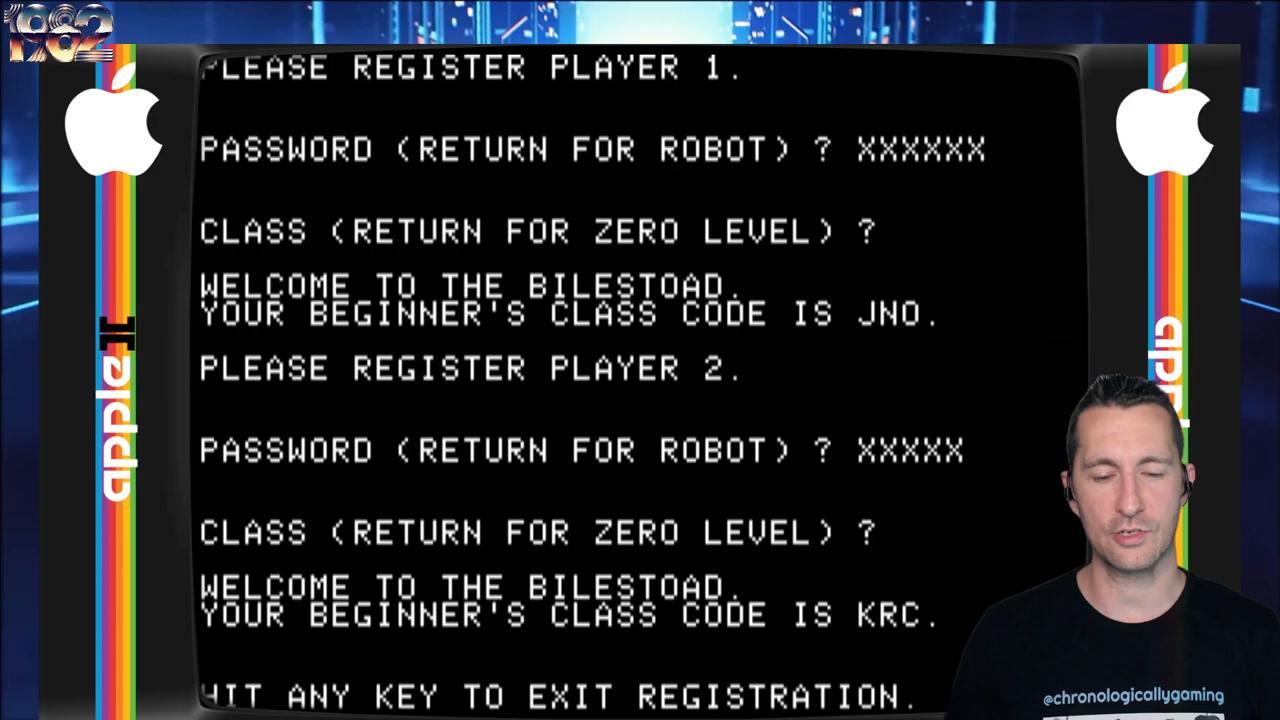 1982
PLEASE REGISTER PLAYER 1.
PASSWORD (RETURN FOR ROBOT) ? XXXXXX
CLASS (RETURN FOR ZERO LEVEL) ?
WELCOME TO THE BILESTOAD.
YOUR BEGINNER'S CLASS CODE IS JNO.
PLEASE REGISTER PLAYER 2.
PASSWORD (RETURN FOR ROBOT) ? XXXXX
CLASS (RETURN FOR ZERO LEVEL) ?
WELCOME TO THE BILESTOAD.
YOUR BEGINNER'S CLASS CODE IS KRC.
HIT ANY KEY TO EXIT REGISTRATION.
apple ][
@chronologicallygaming